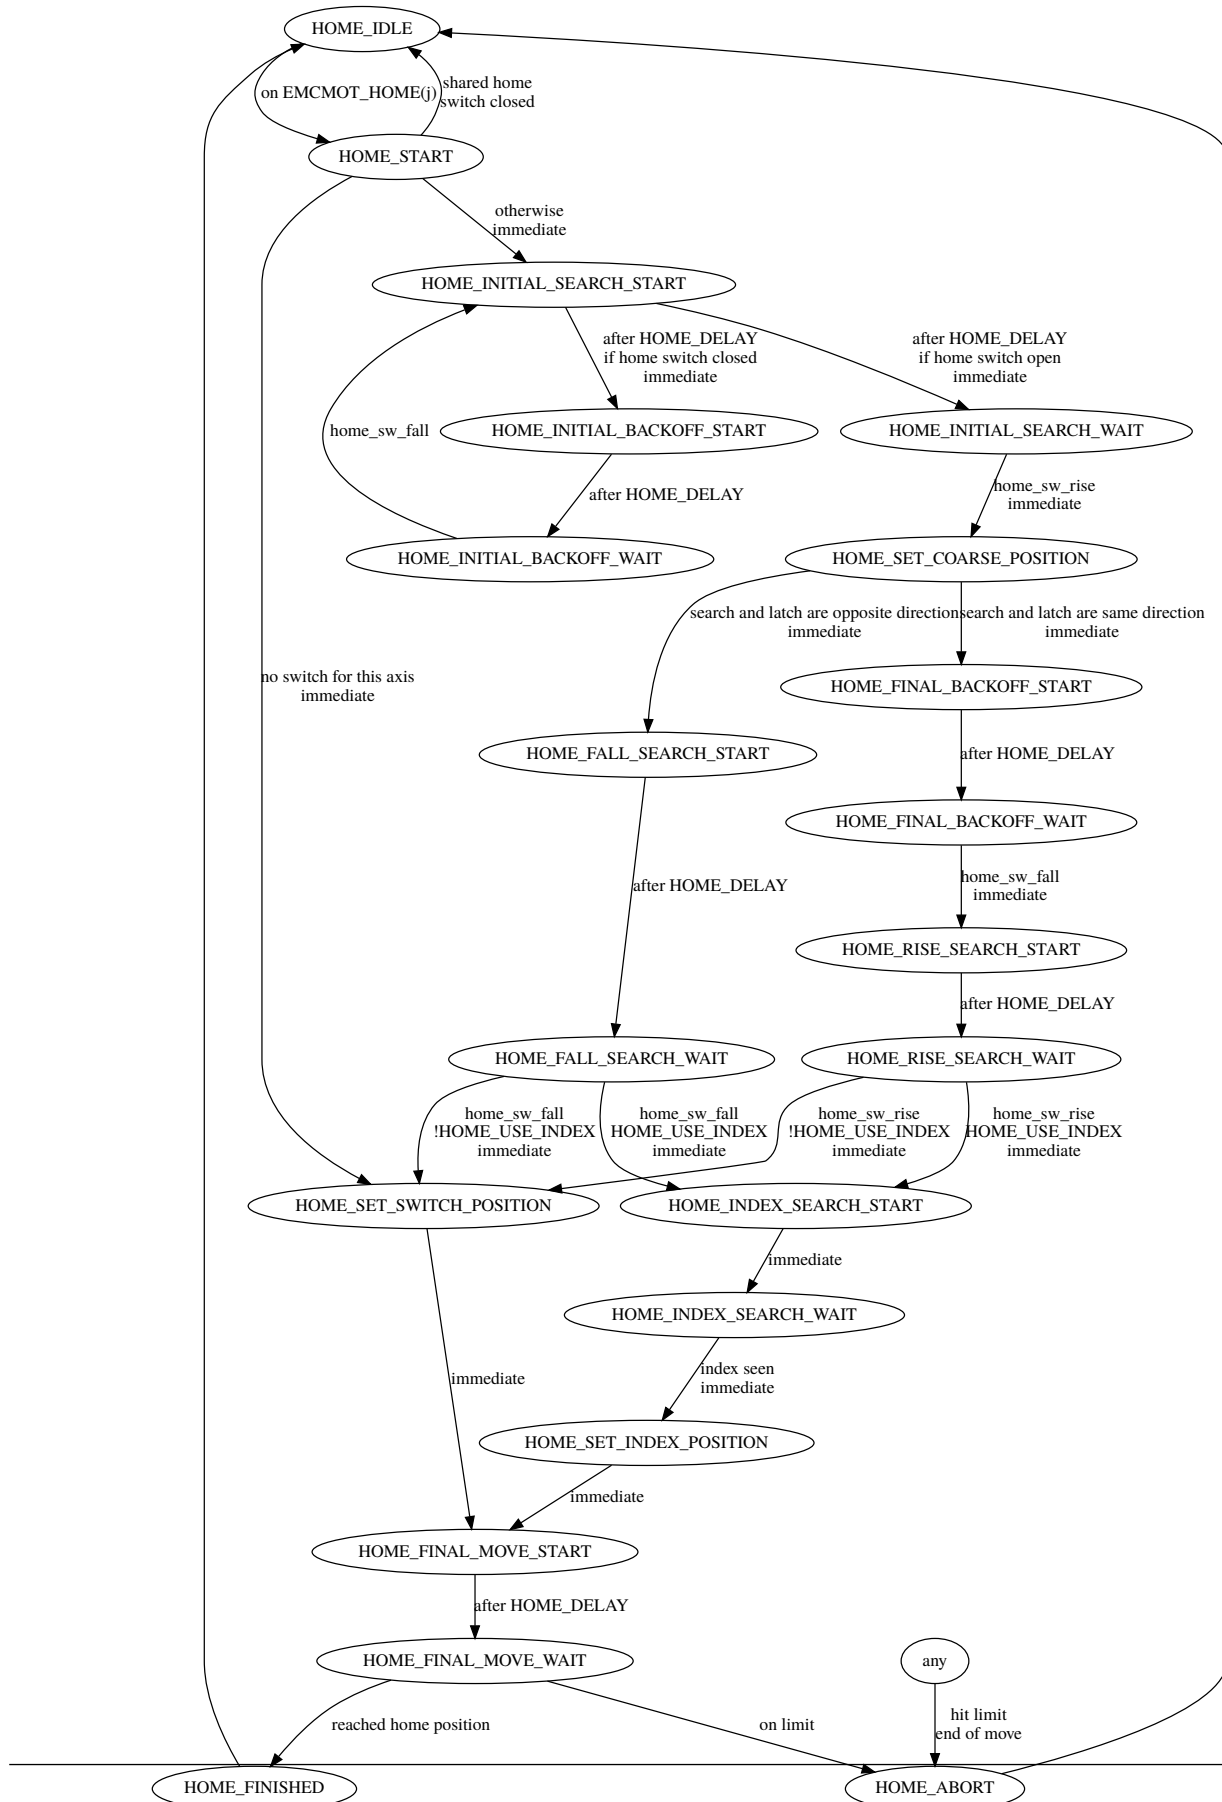 HOME_IDLE
on EMCMOT_HOME(j)
shared home
switch closed
HOME_START
otherwise
immediate
HOME_INITIAL_SEARCH_START
after HOME_DELAY
if home switch closed
immediate
after HOME_DELAY
if home switch open
immediate
home_sw_fall
HOME_INITIAL_BACKOFF_START
HOME_INITIAL_SEARCH_WAIT
after HOME_DELAY
home_sw_rise
immediate
HOME_INITIAL_BACKOFF_WAIT
HOME_SET_COARSE_POSITION
search and latch are opposite direction
immediate
search and latch are same direction
immediate
no switch for this axis
immediate
HOME_FINAL_BACKOFF_START
HOME_FALL_SEARCH_START
after HOME_DELAY
HOME_FINAL_BACKOFF_WAIT
after HOME_DELAY
home_sw_fall
immediate
HOME_RISE_SEARCH_START
after HOME_DELAY
HOME_FALL_SEARCH_WAIT
HOME_RISE_SEARCH_WAIT
home_sw_fall
!HOME_USE_INDEX
immediate
home_sw_fall
HOME_USE_INDEX
immediate
home_sw_rise
!HOME_USE_INDEX
immediate
home_sw_rise
HOME_USE_INDEX
immediate
HOME_SET_SWITCH_POSITION
HOME_INDEX_SEARCH_START
immediate
HOME_INDEX_SEARCH_WAIT
immediate
index seen
immediate
HOME_SET_INDEX_POSITION
immediate
HOME_FINAL_MOVE_START
after HOME_DELAY
HOME_FINAL_MOVE_WAIT
any
reached home position
on limit
hit limit
end of move
HOME_FINISHED
HOME_ABORT